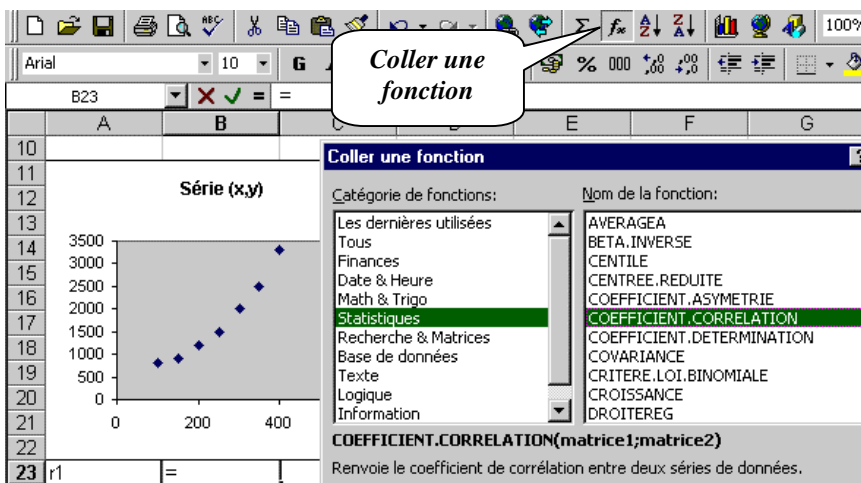 100%
Arial 10 G % 000
Coller une
fonction
B23 =
A B C E F G
10
11
12
13
14
15
16
17
18
19
20
21
22
23 r1 =
Série (x,y)
3500
3000
2500
2000
1500
1000
500
0
0 200 400
Coller une fonction ?
Catégorie de fonctions:
Les dernières utilisées
Tous
Finances
Date & Heure
Math & Trigo
Statistiques
Recherche & Matrices
Base de données
Texte
Logique
Information
Nom de la fonction:
AVERAGEA
BETA.INVERSE
CENTILE
CENTREE.REDUITE
COEFFICIENT.ASYMETRIE
COEFFICIENT.CORRELATION
COEFFICIENT.DETERMINATION
COVARIANCE
CRITERE.LOI.BINOMIALE
CROISSANCE
DROITEREG
COEFFICIENT.CORRELATION(matrice1;matrice2)
Renvoie le coefficient de corrélation entre deux séries de données.